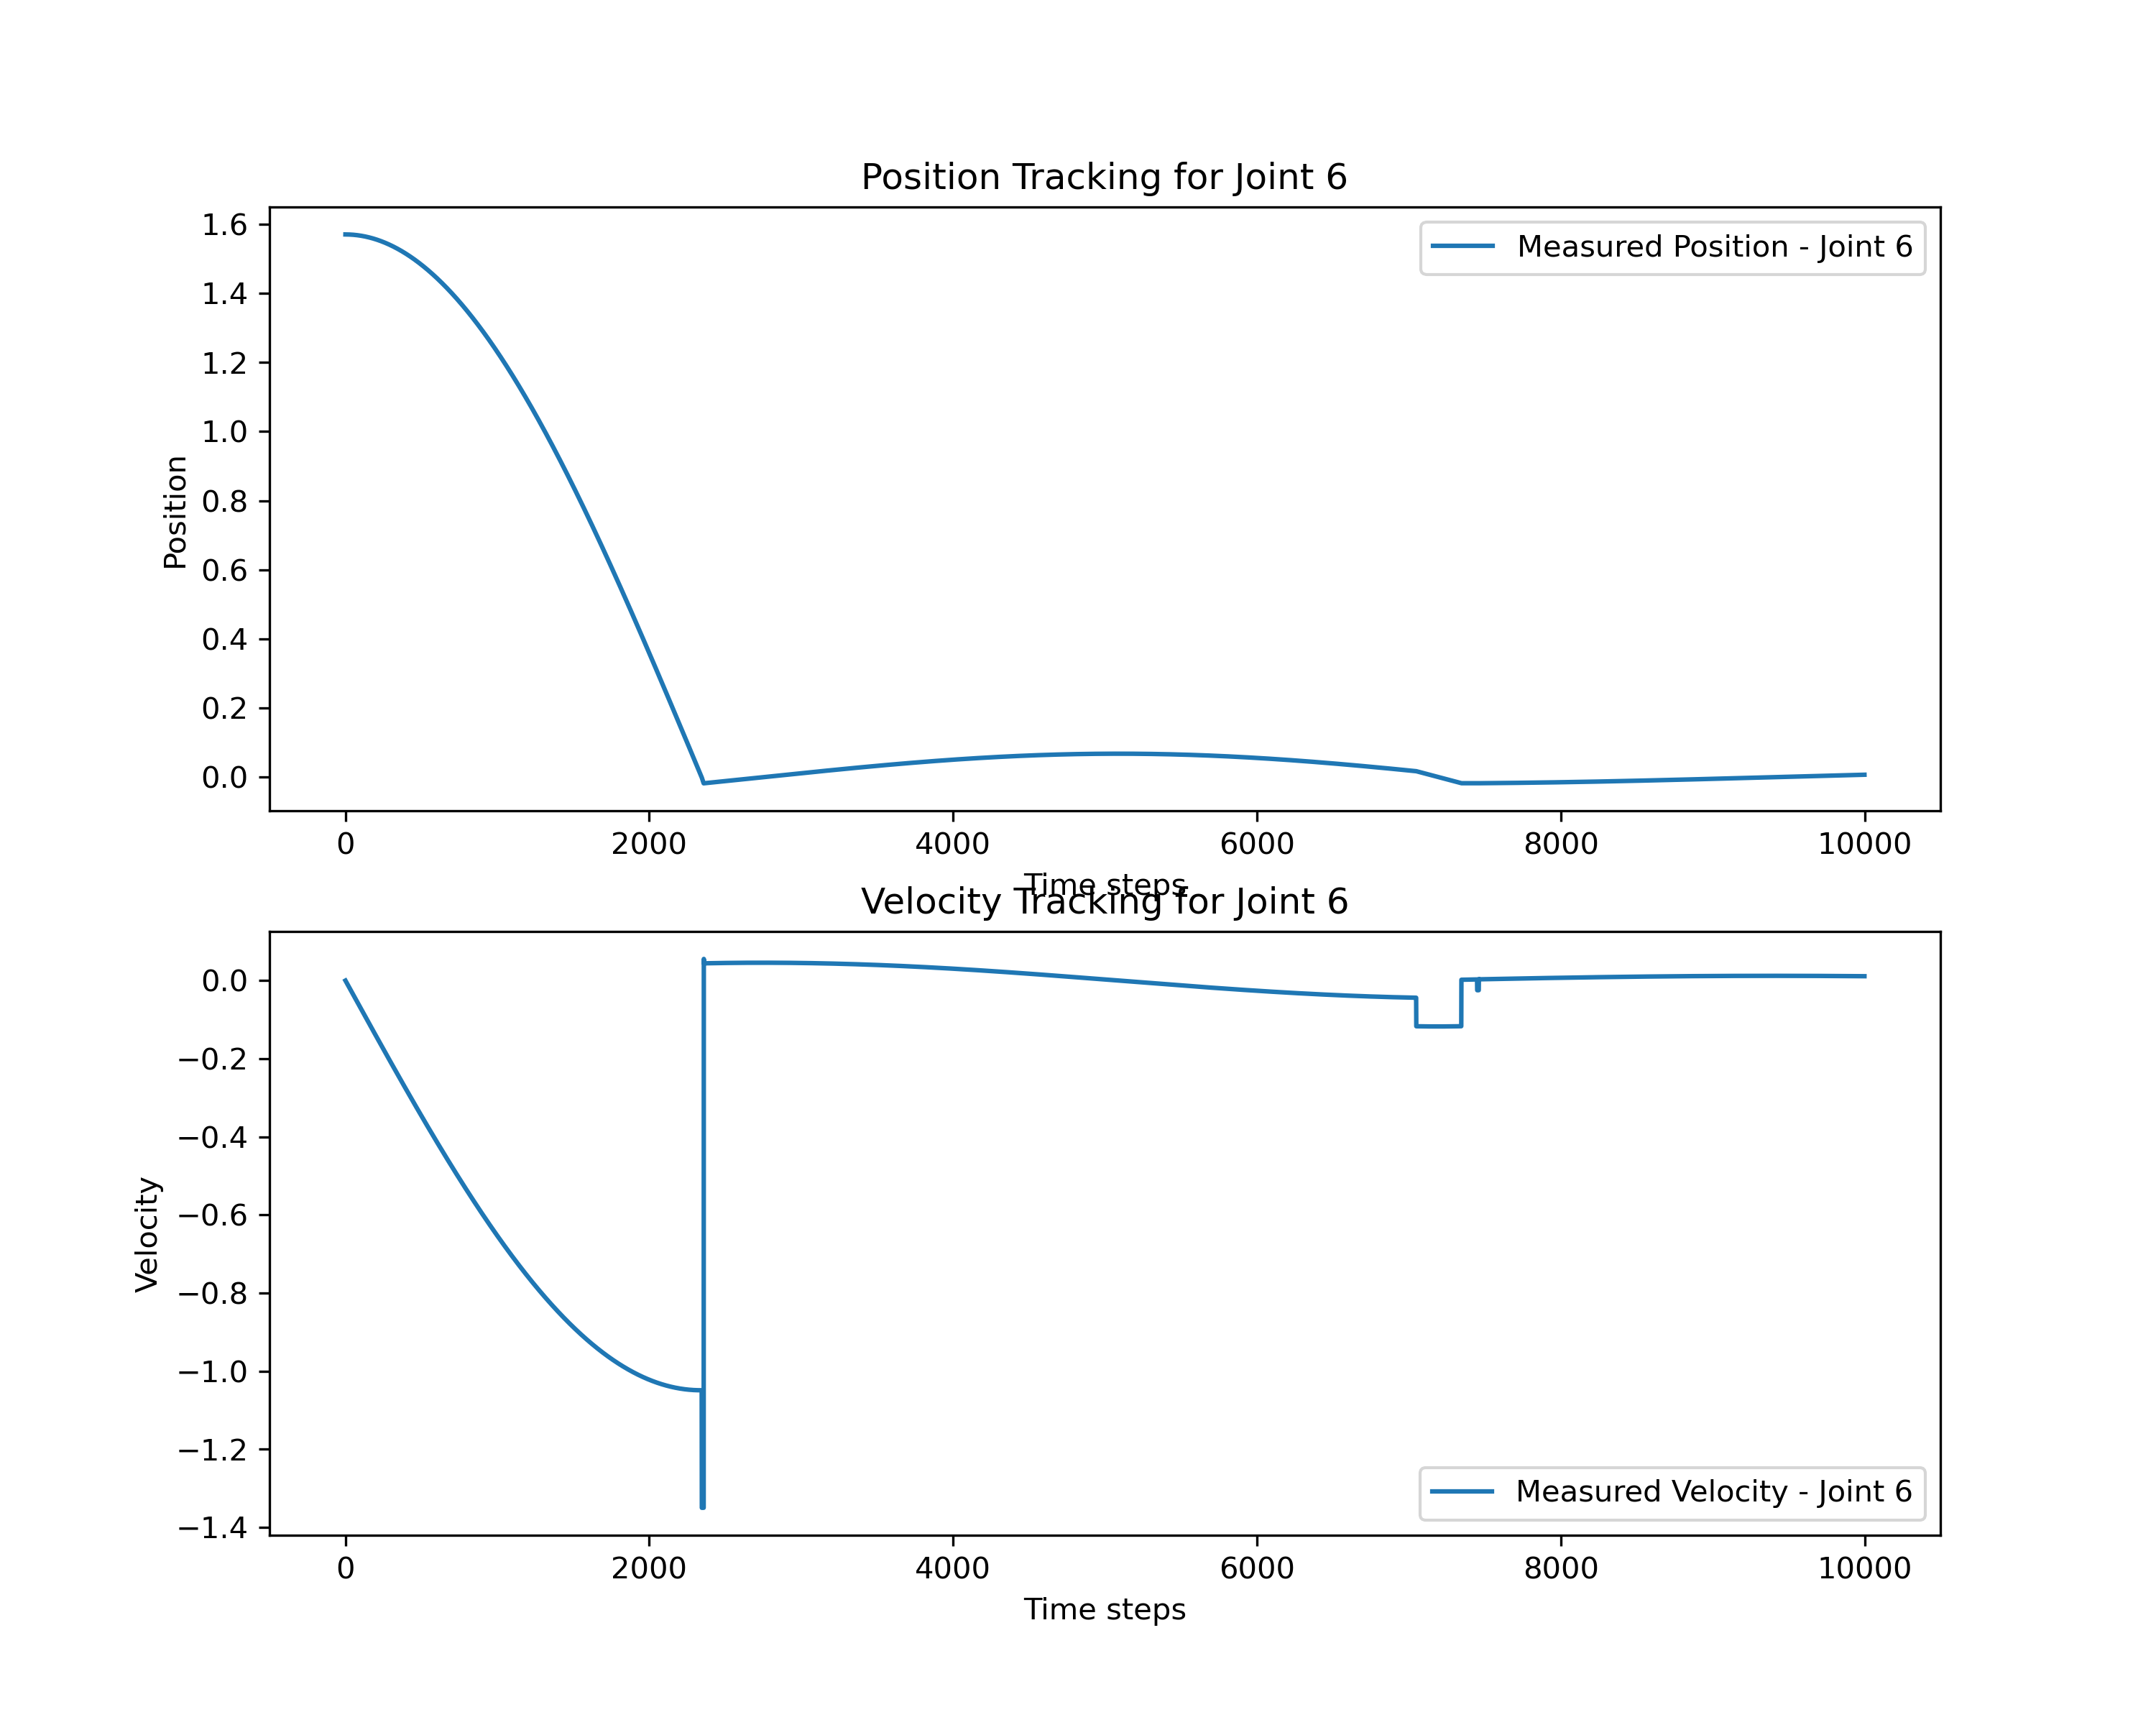 Position Tracking for Joint 6
1.6
1.4
1.2
1.0
0.8
0.6
0.4
0.2
0.0
Position
Measured Position - Joint 6
0 2000 4000 6000 8000 10000
Time steps
Velocity Tracking for Joint 6
0.0
−0.2
−0.4
−0.6
−0.8
−1.0
−1.2
−1.4
Velocity
Measured Velocity - Joint 6
0 2000 4000 6000 8000 10000
Time steps